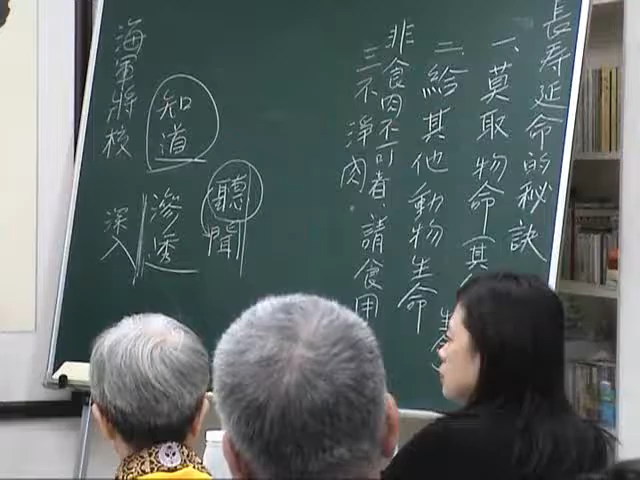 長寿延命的秘訣
一、莫取物命(其
二、給其他動物生命
非食肉不可者、請食用
三不淨肉。
聽聞
知道
滲透
深入
海軍將校